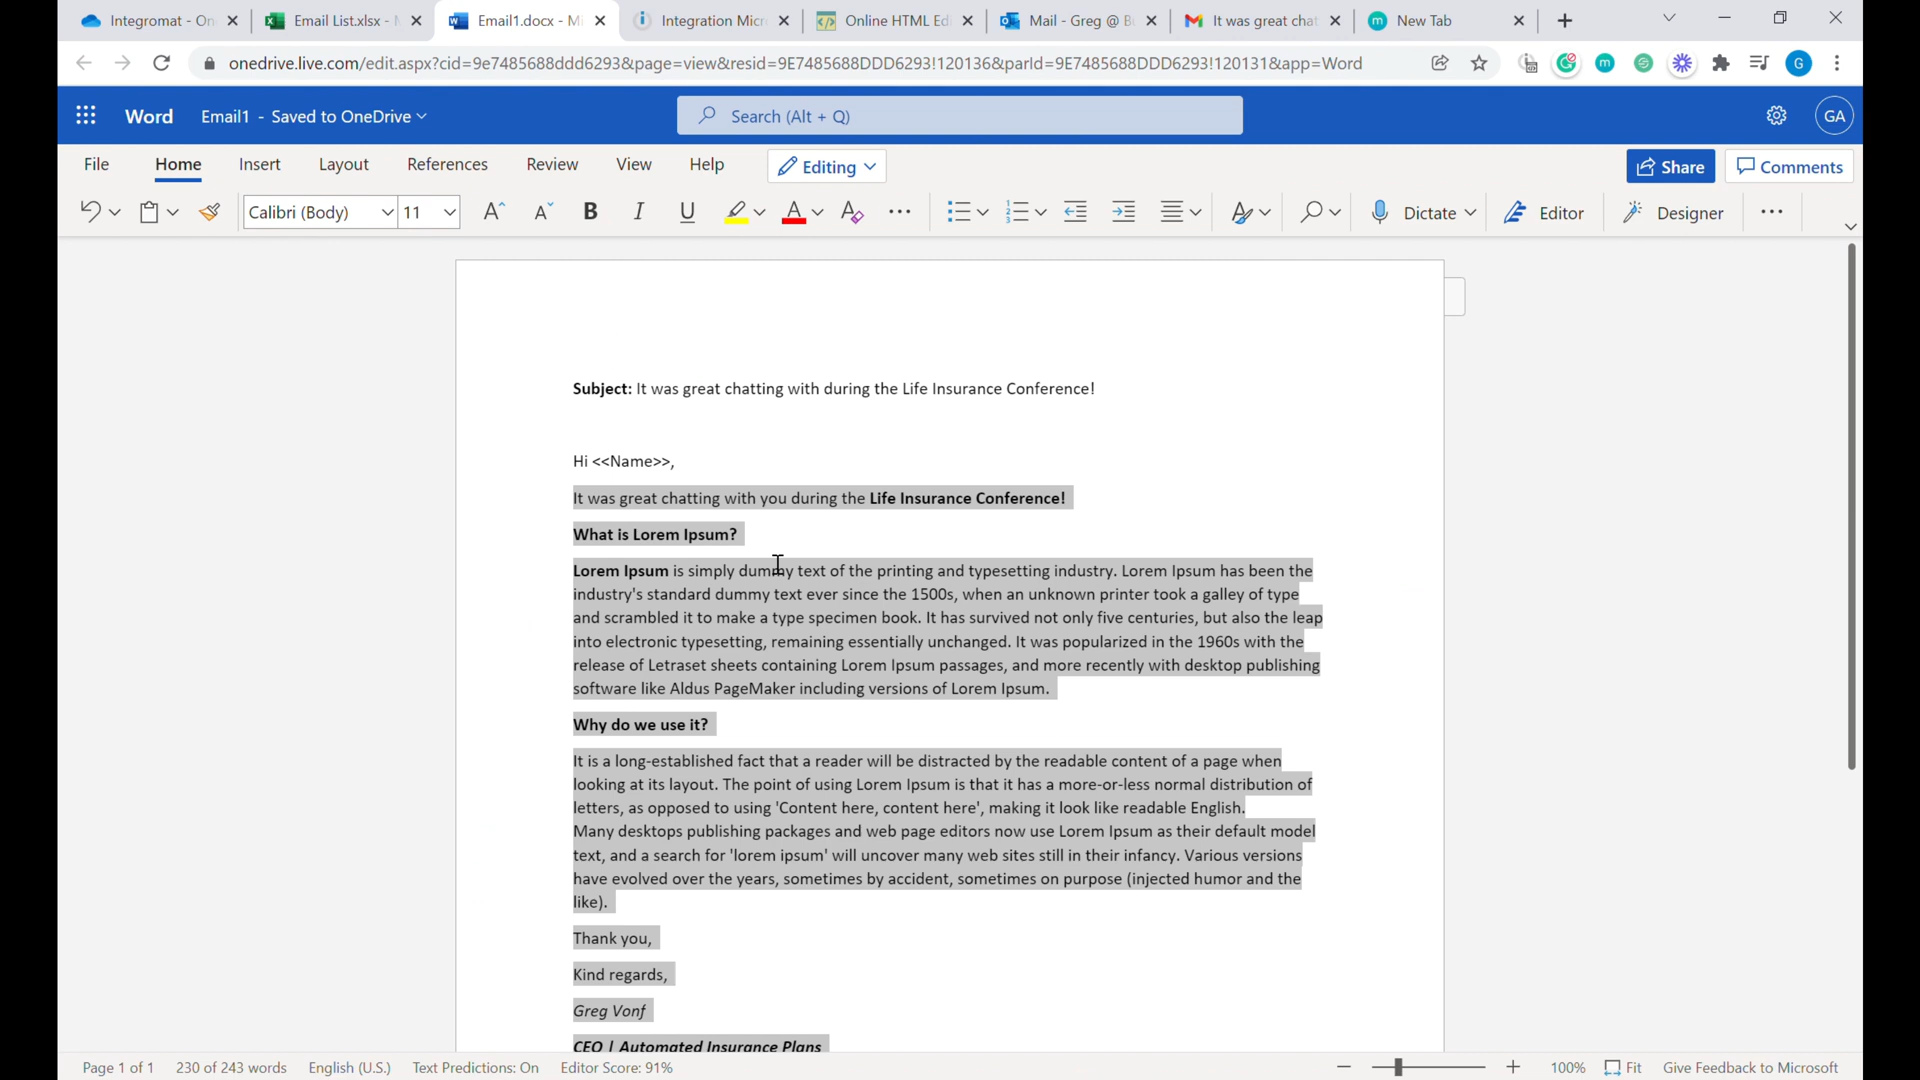 Integromat - On
Email List.xlsx - M
Email1.docx - Mi
Integration Micr
Online HTML Ed
Mail - Greg @ B
It was great chat
New Tab
onedrive.live.com/edit.aspx?cid=9e7485688ddd6293&page=view&resid=9E7485688DDD6293!120136&parId=9E7485688DDD6293!120131&app=Word
G
Word
Email1 - Saved to OneDrive
Search (Alt + Q)
GA
File
Home
Insert
Layout
References
Review
View
Help
Editing
Share
Comments
Calibri (Body)
11
Dictate
Editor
Designer
Subject: It was great chatting with during the Life Insurance Conference!
Hi <<Name>>,
It was great chatting with you during the Life Insurance Conference!
What is Lorem Ipsum?
Lorem Ipsum is simply dummy text of the printing and typesetting industry. Lorem Ipsum has been the
industry's standard dummy text ever since the 1500s, when an unknown printer took a galley of type
and scrambled it to make a type specimen book. It has survived not only five centuries, but also the leap
into electronic typesetting, remaining essentially unchanged. It was popularized in the 1960s with the
release of Letraset sheets containing Lorem Ipsum passages, and more recently with desktop publishing
software like Aldus PageMaker including versions of Lorem Ipsum.
Why do we use it?
It is a long-established fact that a reader will be distracted by the readable content of a page when
looking at its layout. The point of using Lorem Ipsum is that it has a more-or-less normal distribution of
letters, as opposed to using 'Content here, content here', making it look like readable English.
Many desktops publishing packages and web page editors now use Lorem Ipsum as their default model
text, and a search for 'lorem ipsum' will uncover many web sites still in their infancy. Various versions
have evolved over the years, sometimes by accident, sometimes on purpose (injected humor and the
like).
Thank you,
Kind regards,
Greg Vonf
CEO | Automated Insurance Plans
Page 1 of 1
230 of 243 words
English (U.S.)
Text Predictions: On
Editor Score: 91%
100%
Fit
Give Feedback to Microsoft